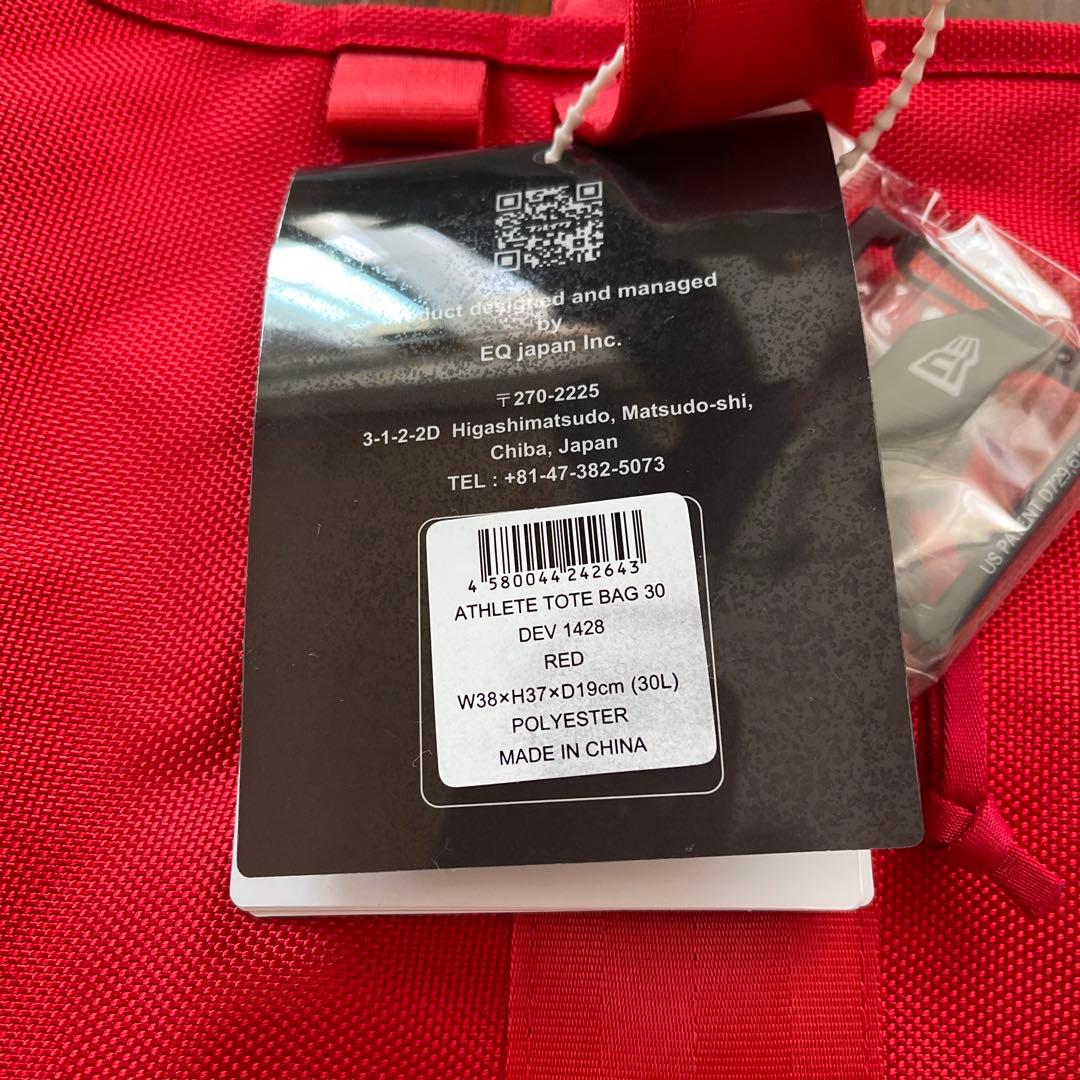 designed and managed
by
EQ japan Inc.
〒270-2225
3-1-2-2D Higashimatsudo, Matsudo-shi,
Chiba, Japan
TEL : +81-47-382-5073
4 580044 242643
ATHLETE TOTE BAG 30
DEV 1428
RED
W38×H37×D19cm (30L)
POLYESTER
MADE IN CHINA
US PATENT